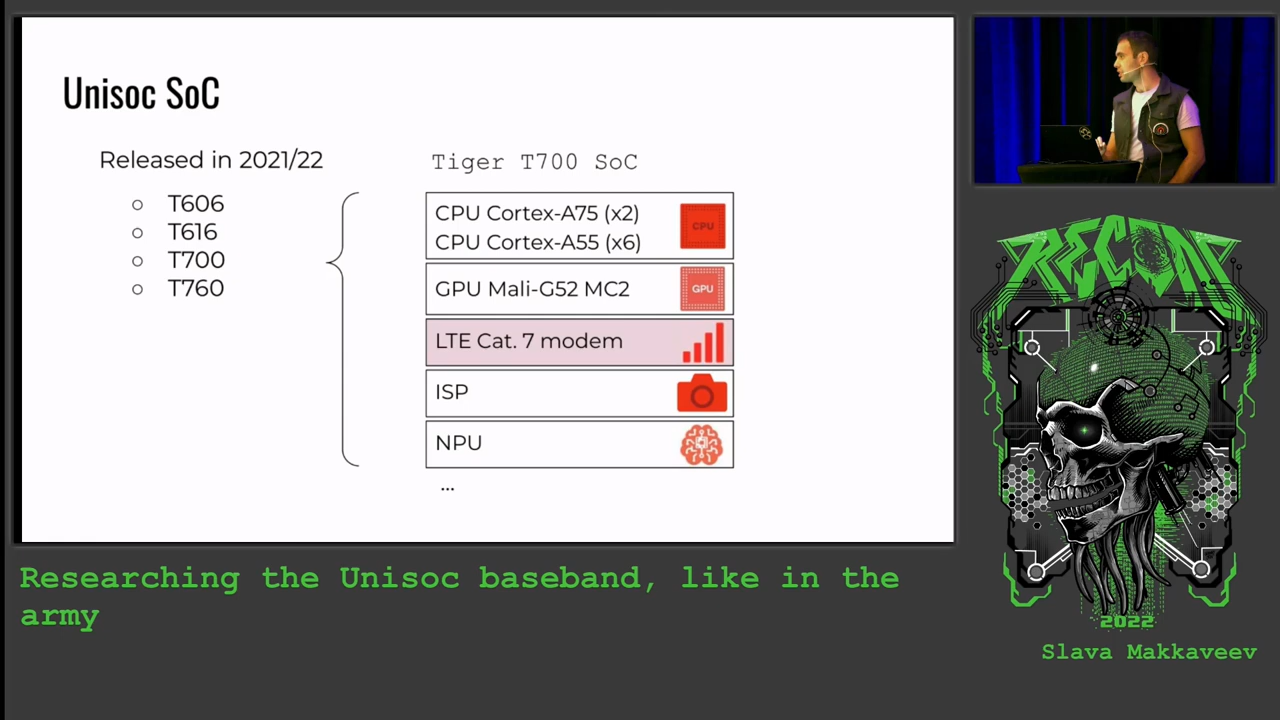 Unisoc SoC
Released in 2021/22
T606
T616
T700
T760
Tiger T700 SoC
CPU Cortex-A75 (x2)
CPU Cortex-A55 (x6)
CPU
GPU Mali-G52 MC2
GPU
LTE Cat. 7 modem
ISP
NPU
...
RECON
2022
Researching the Unisoc baseband, like in the
army
Slava Makkaveev